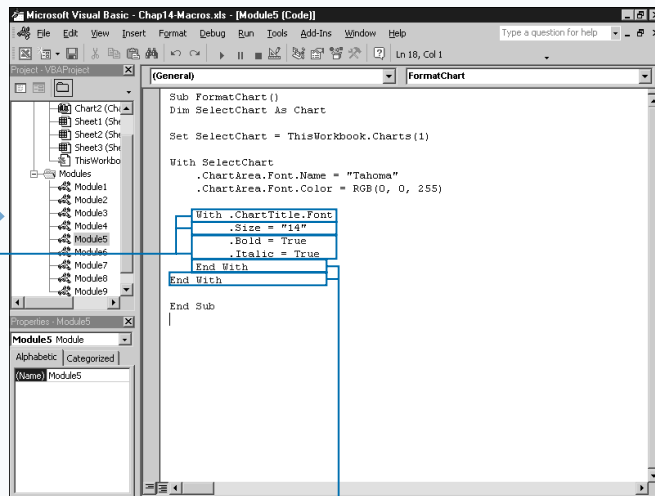 Microsoft Visual Basic - Chap14-Macros.xls - [Module5 (Code)]
File Edit View Insert Format Debug Run Tools Add-Ins Window Help Type a question for help
Ln 18, Col 1
Project - VBAProject
(General) FormatChart
Chart2 (Cha
Sheet1 (She
Sheet2 (She
Sheet3 (She
ThisWorkbo
Modules
Module1
Module2
Module3
Module4
Module5
Module6
Module7
Module8
Module9
Sub FormatChart()
Dim SelectChart As Chart
Set SelectChart = ThisWorkbook.Charts(1)
With SelectChart
.ChartArea.Font.Name = "Tahoma"
.ChartArea.Font.Color = RGB(0, 0, 255)
With .ChartTitle.Font
.Size = "14"
.Bold = True
.Italic = True
End With
End With
End Sub
Properties - Module5
Module5 Module
Alphabetic Categorized
(Name) Module5